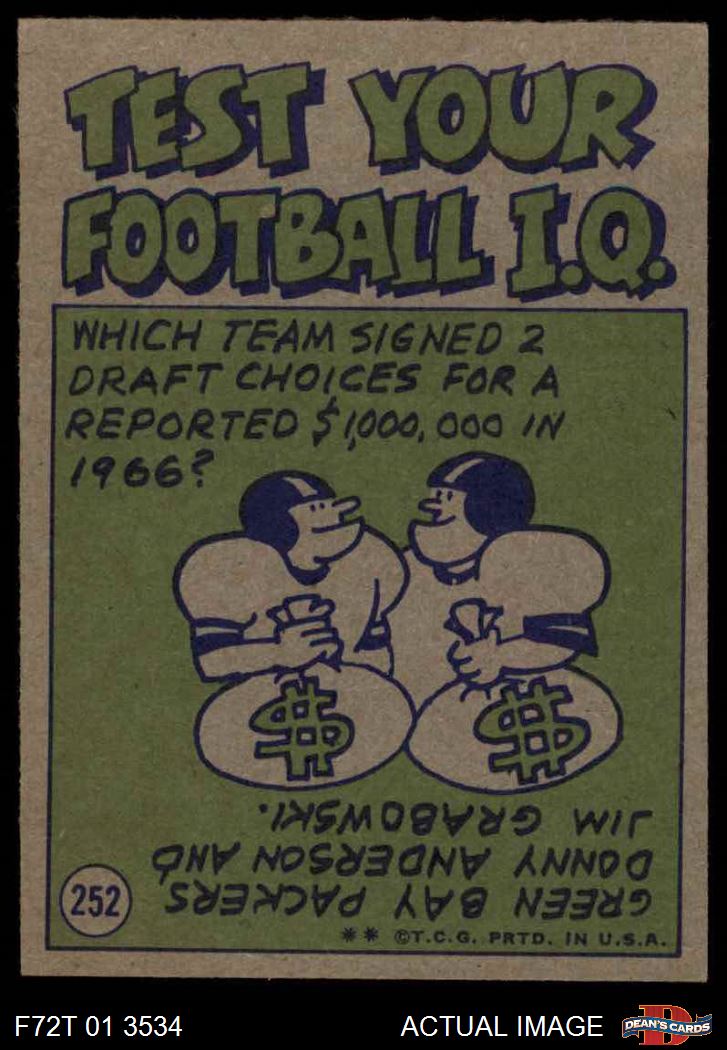 TEST YOUR
FOOTBALL I.Q.
WHICH TEAM SIGNED 2
DRAFT CHOICES FOR A
REPORTED $1,000,000 IN
1966?
$ $
GREEN BAY PACKERS
DONNY ANDERSON AND
JIM GRABOWSKI.
252
** ©T.C.G. PRTD. IN U.S.A.
F72T 01 3534 ACTUAL IMAGE D DEAN'S CARDS